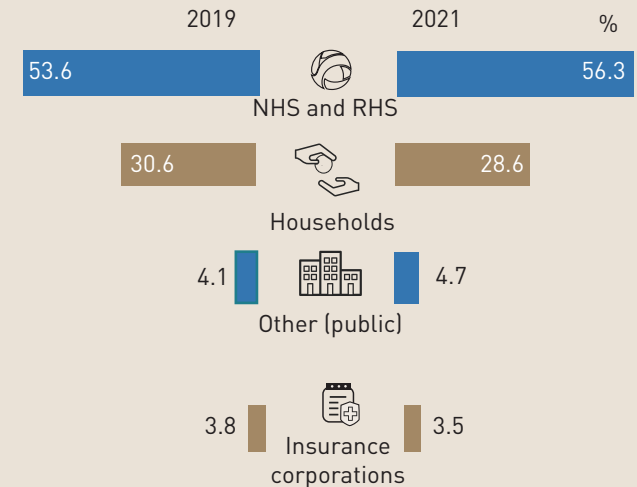 2019 2021 %
53.6 56.3
NHS and RHS
30.6 28.6
Households
4.1 4.7
Other (public)
3.8 3.5
Insurance
corporations